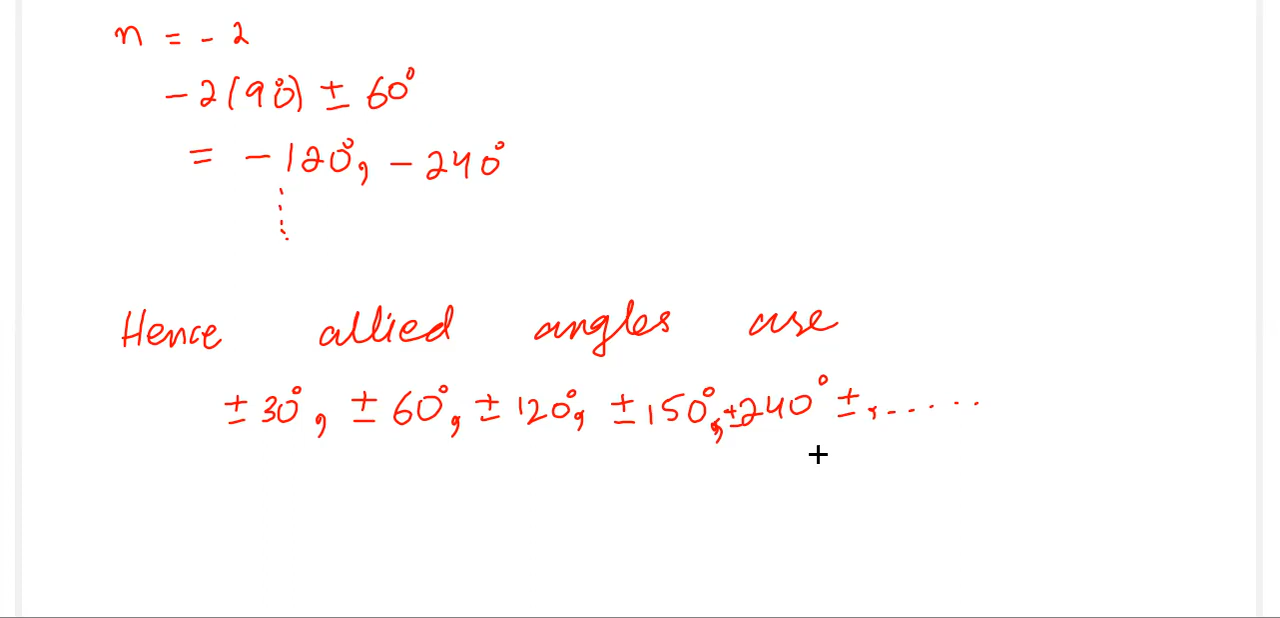 n = - 2
- 2(90°) ± 60°
= - 120°, - 240°
Hence allied angles are
± 30°, ± 60°, ± 120°, ± 150°, ± 240° ± , .....